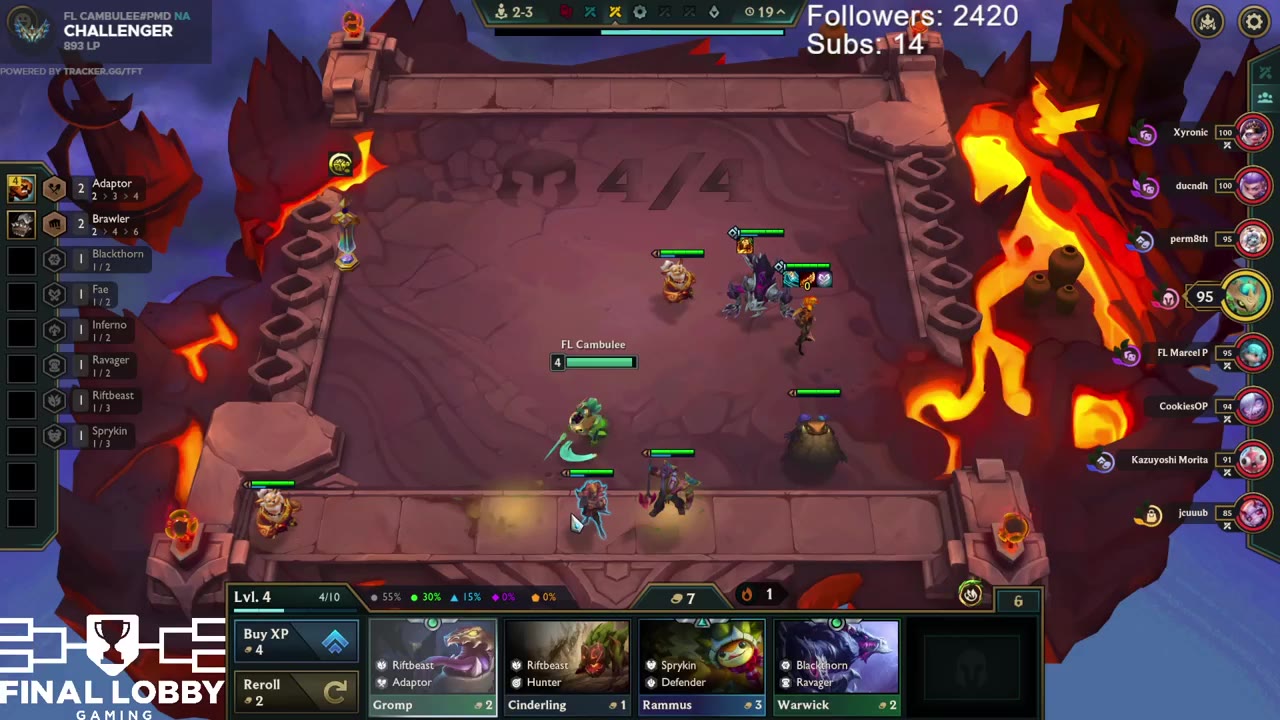 FL CAMBULEE#PMD NA
CHALLENGER
893 LP
POWERED BY TRACKER.GG/TFT
2-3
19
Followers: 2420
Subs: 14
4/4
2 Adaptor
2 > 3 > 4
2 Brawler
2 > 4 > 6
1 Blackthorn
1 / 2
1 Fae
1 / 2
1 Inferno
1 / 2
1 Ravager
1 / 2
1 Riftbeast
1 / 3
1 Sprykin
1 / 3
Xyronic 100
ducndh 100
perm8th 95
95
FL Marcel P 95
CookiesOP 94
Kazuyoshi Morita 91
jcuuub 85
FL Cambulee
4
0
Lvl. 4 4/10
55% 30% 15% 0% 0%
7
1
6
Buy XP
4
Reroll
2
Riftbeast
Adaptor
Gromp 2
Riftbeast
Hunter
Cinderling 1
Sprykin
Defender
Rammus 3
Blackthorn
Ravager
Warwick 2
FINAL LOBBY
GAMING